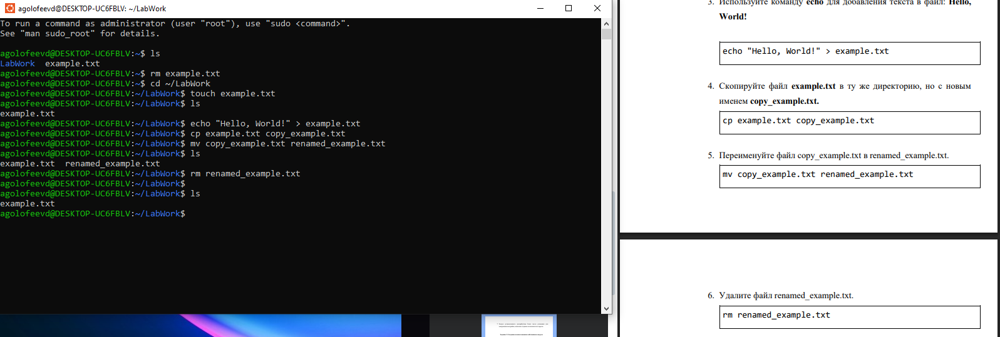 agolofeevd@DESKTOP-UC6FBLV: ~/LabWork
To run a command as administrator (user "root"), use "sudo <command>".
See "man sudo_root" for details.
agolofeevd@DESKTOP-UC6FBLV:~$ ls
LabWork  example.txt
agolofeevd@DESKTOP-UC6FBLV:~$ rm example.txt
agolofeevd@DESKTOP-UC6FBLV:~$ cd ~/LabWork
agolofeevd@DESKTOP-UC6FBLV:~/LabWork$ touch example.txt
agolofeevd@DESKTOP-UC6FBLV:~/LabWork$ ls
example.txt
agolofeevd@DESKTOP-UC6FBLV:~/LabWork$ echo "Hello, World!" > example.txt
agolofeevd@DESKTOP-UC6FBLV:~/LabWork$ cp example.txt copy_example.txt
agolofeevd@DESKTOP-UC6FBLV:~/LabWork$ mv copy_example.txt renamed_example.txt
agolofeevd@DESKTOP-UC6FBLV:~/LabWork$ ls
example.txt  renamed_example.txt
agolofeevd@DESKTOP-UC6FBLV:~/LabWork$ rm renamed_example.txt
agolofeevd@DESKTOP-UC6FBLV:~/LabWork$
agolofeevd@DESKTOP-UC6FBLV:~/LabWork$ ls
example.txt
agolofeevd@DESKTOP-UC6FBLV:~/LabWork$
3. Используйте команду echo для добавления текста в файл: Hello,
World!
echo "Hello, World!" > example.txt
4. Скопируйте файл example.txt в ту же директорию, но с новым
именем copy_example.txt.
cp example.txt copy_example.txt
5. Переименуйте файл copy_example.txt в renamed_example.txt.
mv copy_example.txt renamed_example.txt
6. Удалите файл renamed_example.txt.
rm renamed_example.txt